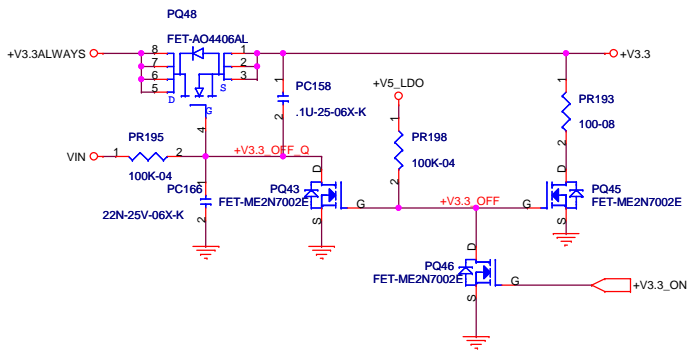 PQ48
FET-AO4406AL
+V3.3ALWAYS
8
7
6
5
D
G
S
1
2
3
4
+V3.3
1
PC158
.1U-25-06X-K
2
+V5_LDO
1
PR198
100K-04
2
1
PR193
100-08
2
VIN
1
PR195
2
100K-04
+V3.3_OFF_Q
1
PC166
22N-25V-06X-K
2
D
PQ43
FET-ME2N7002E
G
S
+V3.3_OFF
D
PQ45
FET-ME2N7002E
G
S
D
PQ46
FET-ME2N7002E
G
S
+V3.3_ON